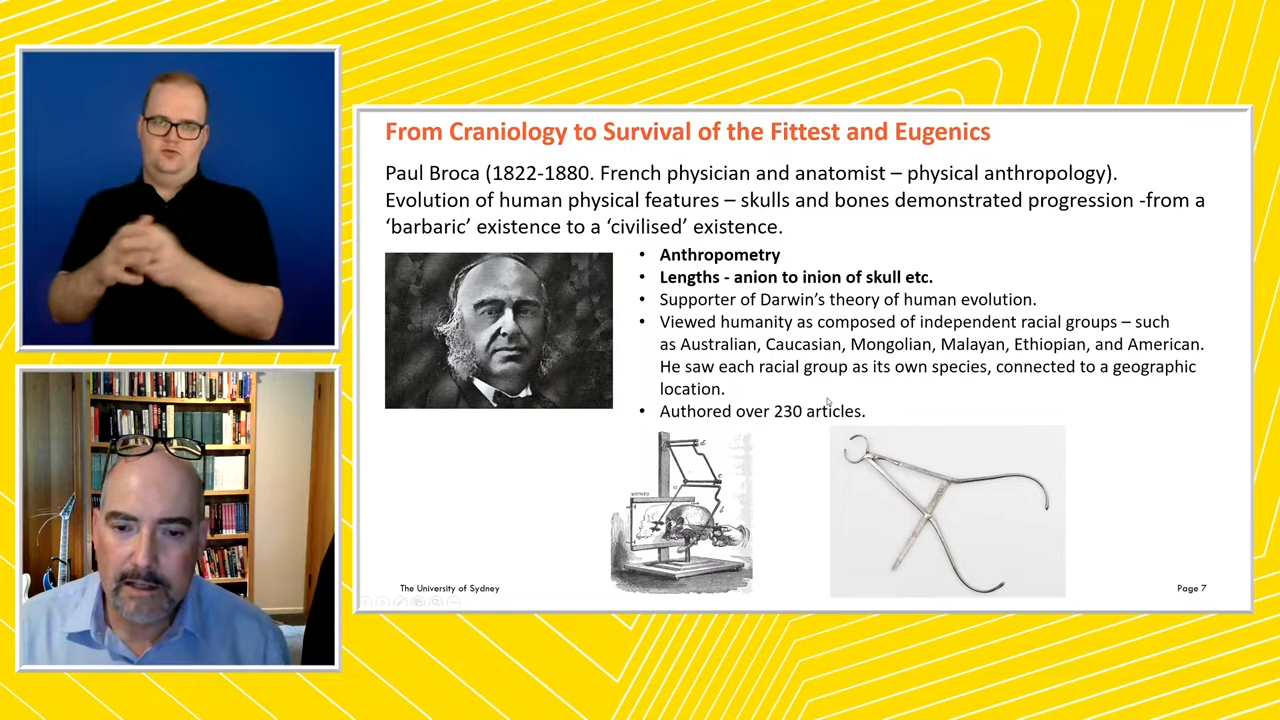 From Craniology to Survival of the Fittest and Eugenics
Paul Broca (1822-1880. French physician and anatomist – physical anthropology).
Evolution of human physical features – skulls and bones demonstrated progression -from a
‘barbaric’ existence to a ‘civilised’ existence.
• Anthropometry
• Lengths - anion to inion of skull etc.
• Supporter of Darwin’s theory of human evolution.
• Viewed humanity as composed of independent racial groups – such
as Australian, Caucasian, Mongolian, Malayan, Ethiopian, and American.
He saw each racial group as its own species, connected to a geographic
location.
• Authored over 230 articles.
The University of Sydney
Page 7